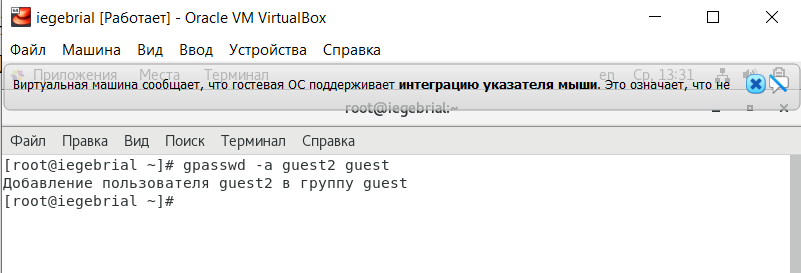 iegebrial [Работает] - Oracle VM VirtualBox
Файл Машина Вид Ввод Устройства Справка
Приложения Места Терминал en Ср, 13:31
Виртуальная машина сообщает, что гостевая ОС поддерживает интеграцию указателя мыши. Это означает, что не
root@iegebrial:~
Файл Правка Вид Поиск Терминал Справка
[root@iegebrial ~]# gpasswd -a guest2 guest
Добавление пользователя guest2 в группу guest
[root@iegebrial ~]#